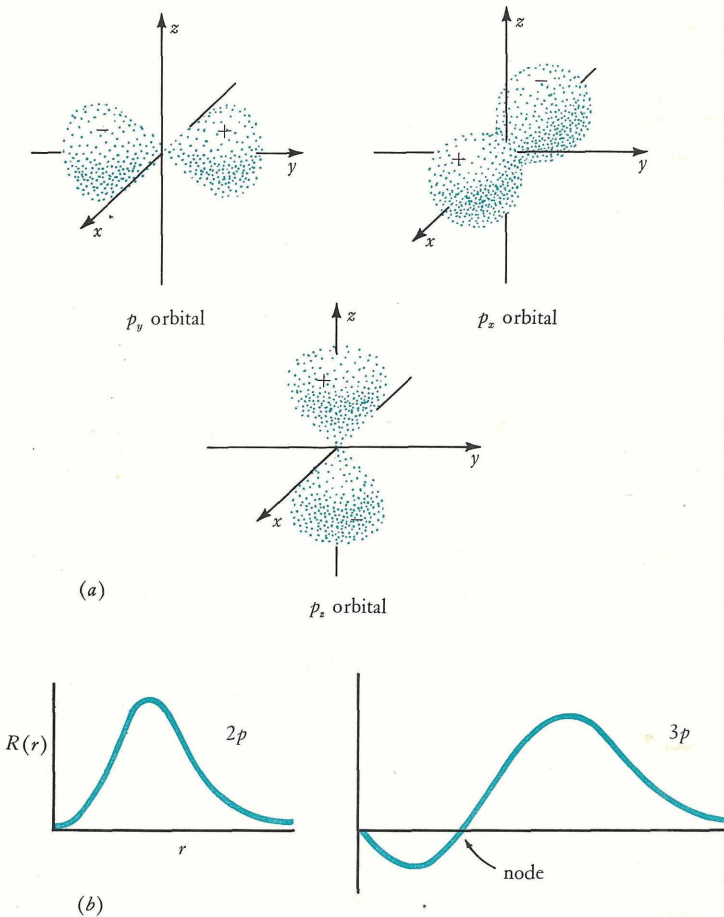 z
−
+
y
x
p_y orbital
z
−
+
y
x
p_x orbital
z
+
y
x
−
(a)
p_z orbital
R(r)
2p
r
3p
node
(b)